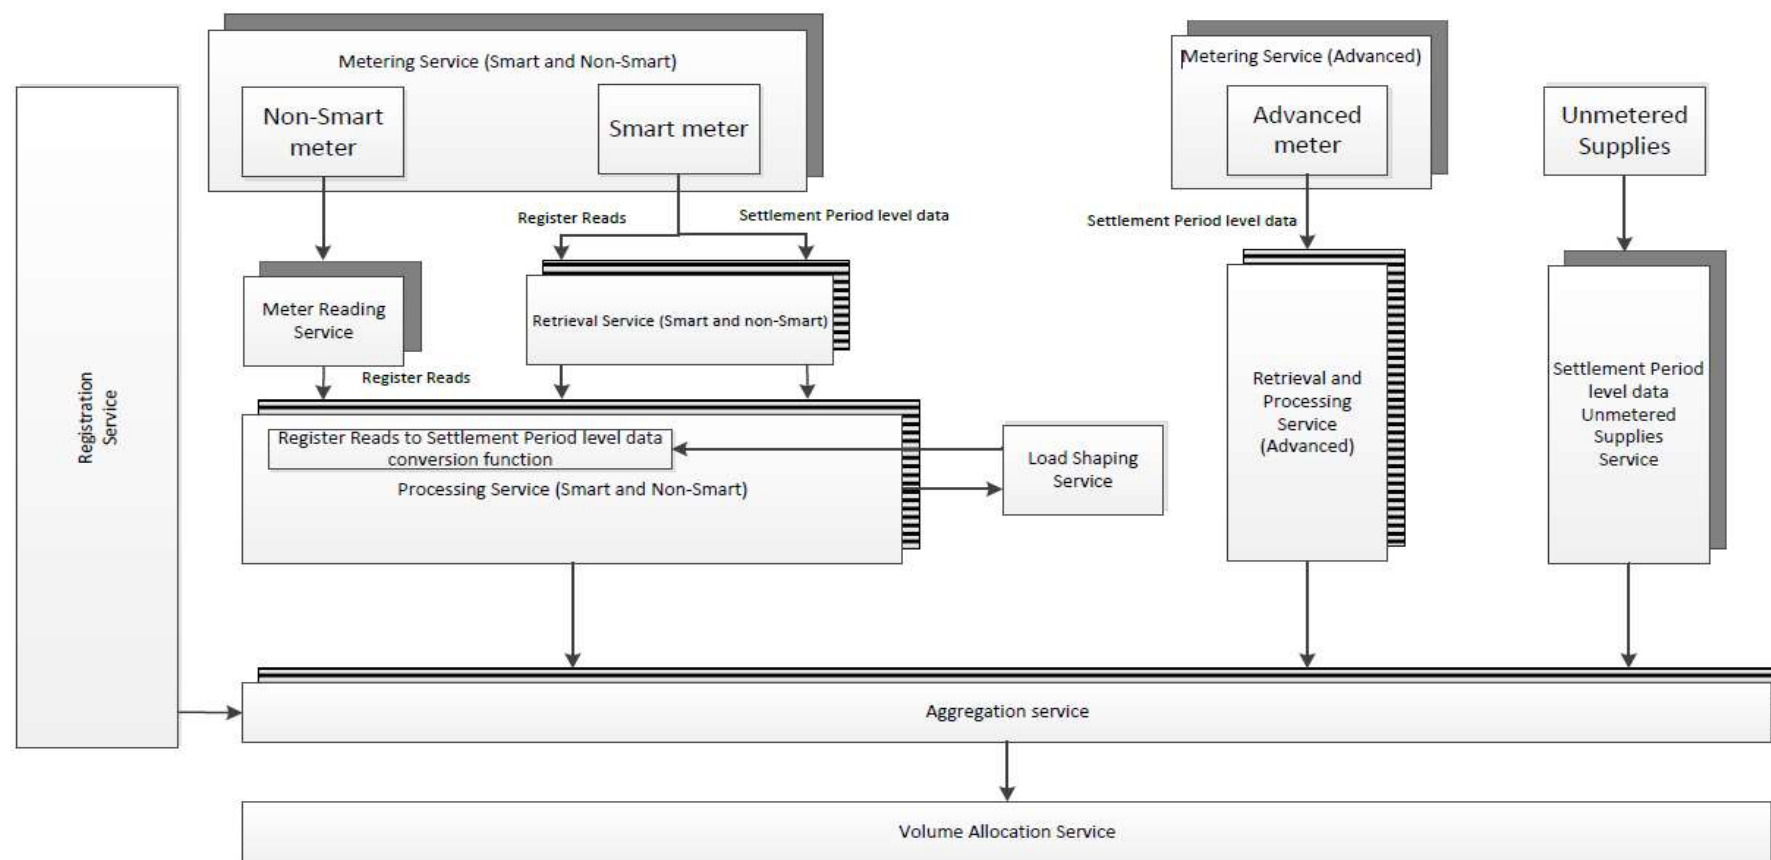 Metering Service (Smart and Non-Smart)
Non-Smart
meter
Smart meter
Metering Service (Advanced)
Advanced
meter
Unmetered
Supplies
Register Reads
Settlement Period level data
Settlement Period level data
Meter Reading
Service
Retrieval Service (Smart and non-Smart)
Register Reads
Registration
Service
Register Reads to Settlement Period level data
conversion function
Processing Service (Smart and Non-Smart)
Load Shaping
Service
Retrieval and
Processing
Service
(Advanced)
Settlement Period
level data
Unmetered
Supplies
Service
Aggregation service
Volume Allocation Service